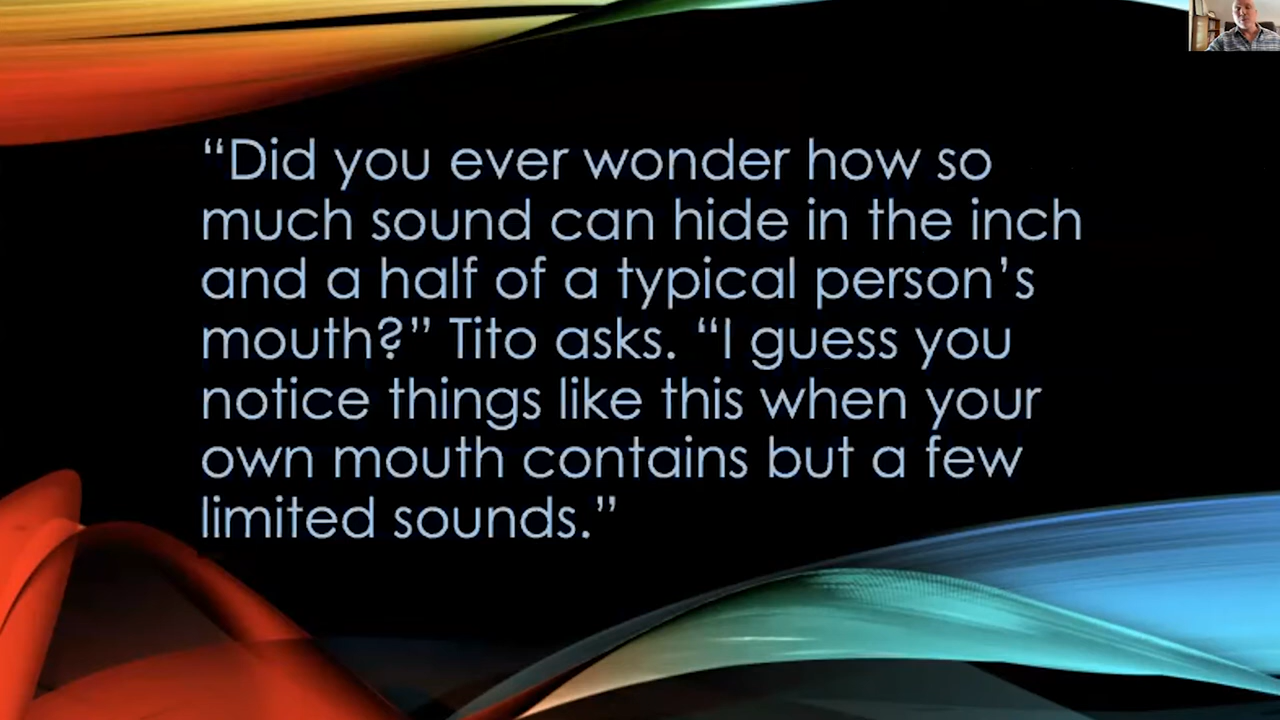 “Did you ever wonder how so
much sound can hide in the inch
and a half of a typical person’s
mouth?” Tito asks. “I guess you
notice things like this when your
own mouth contains but a few
limited sounds.”